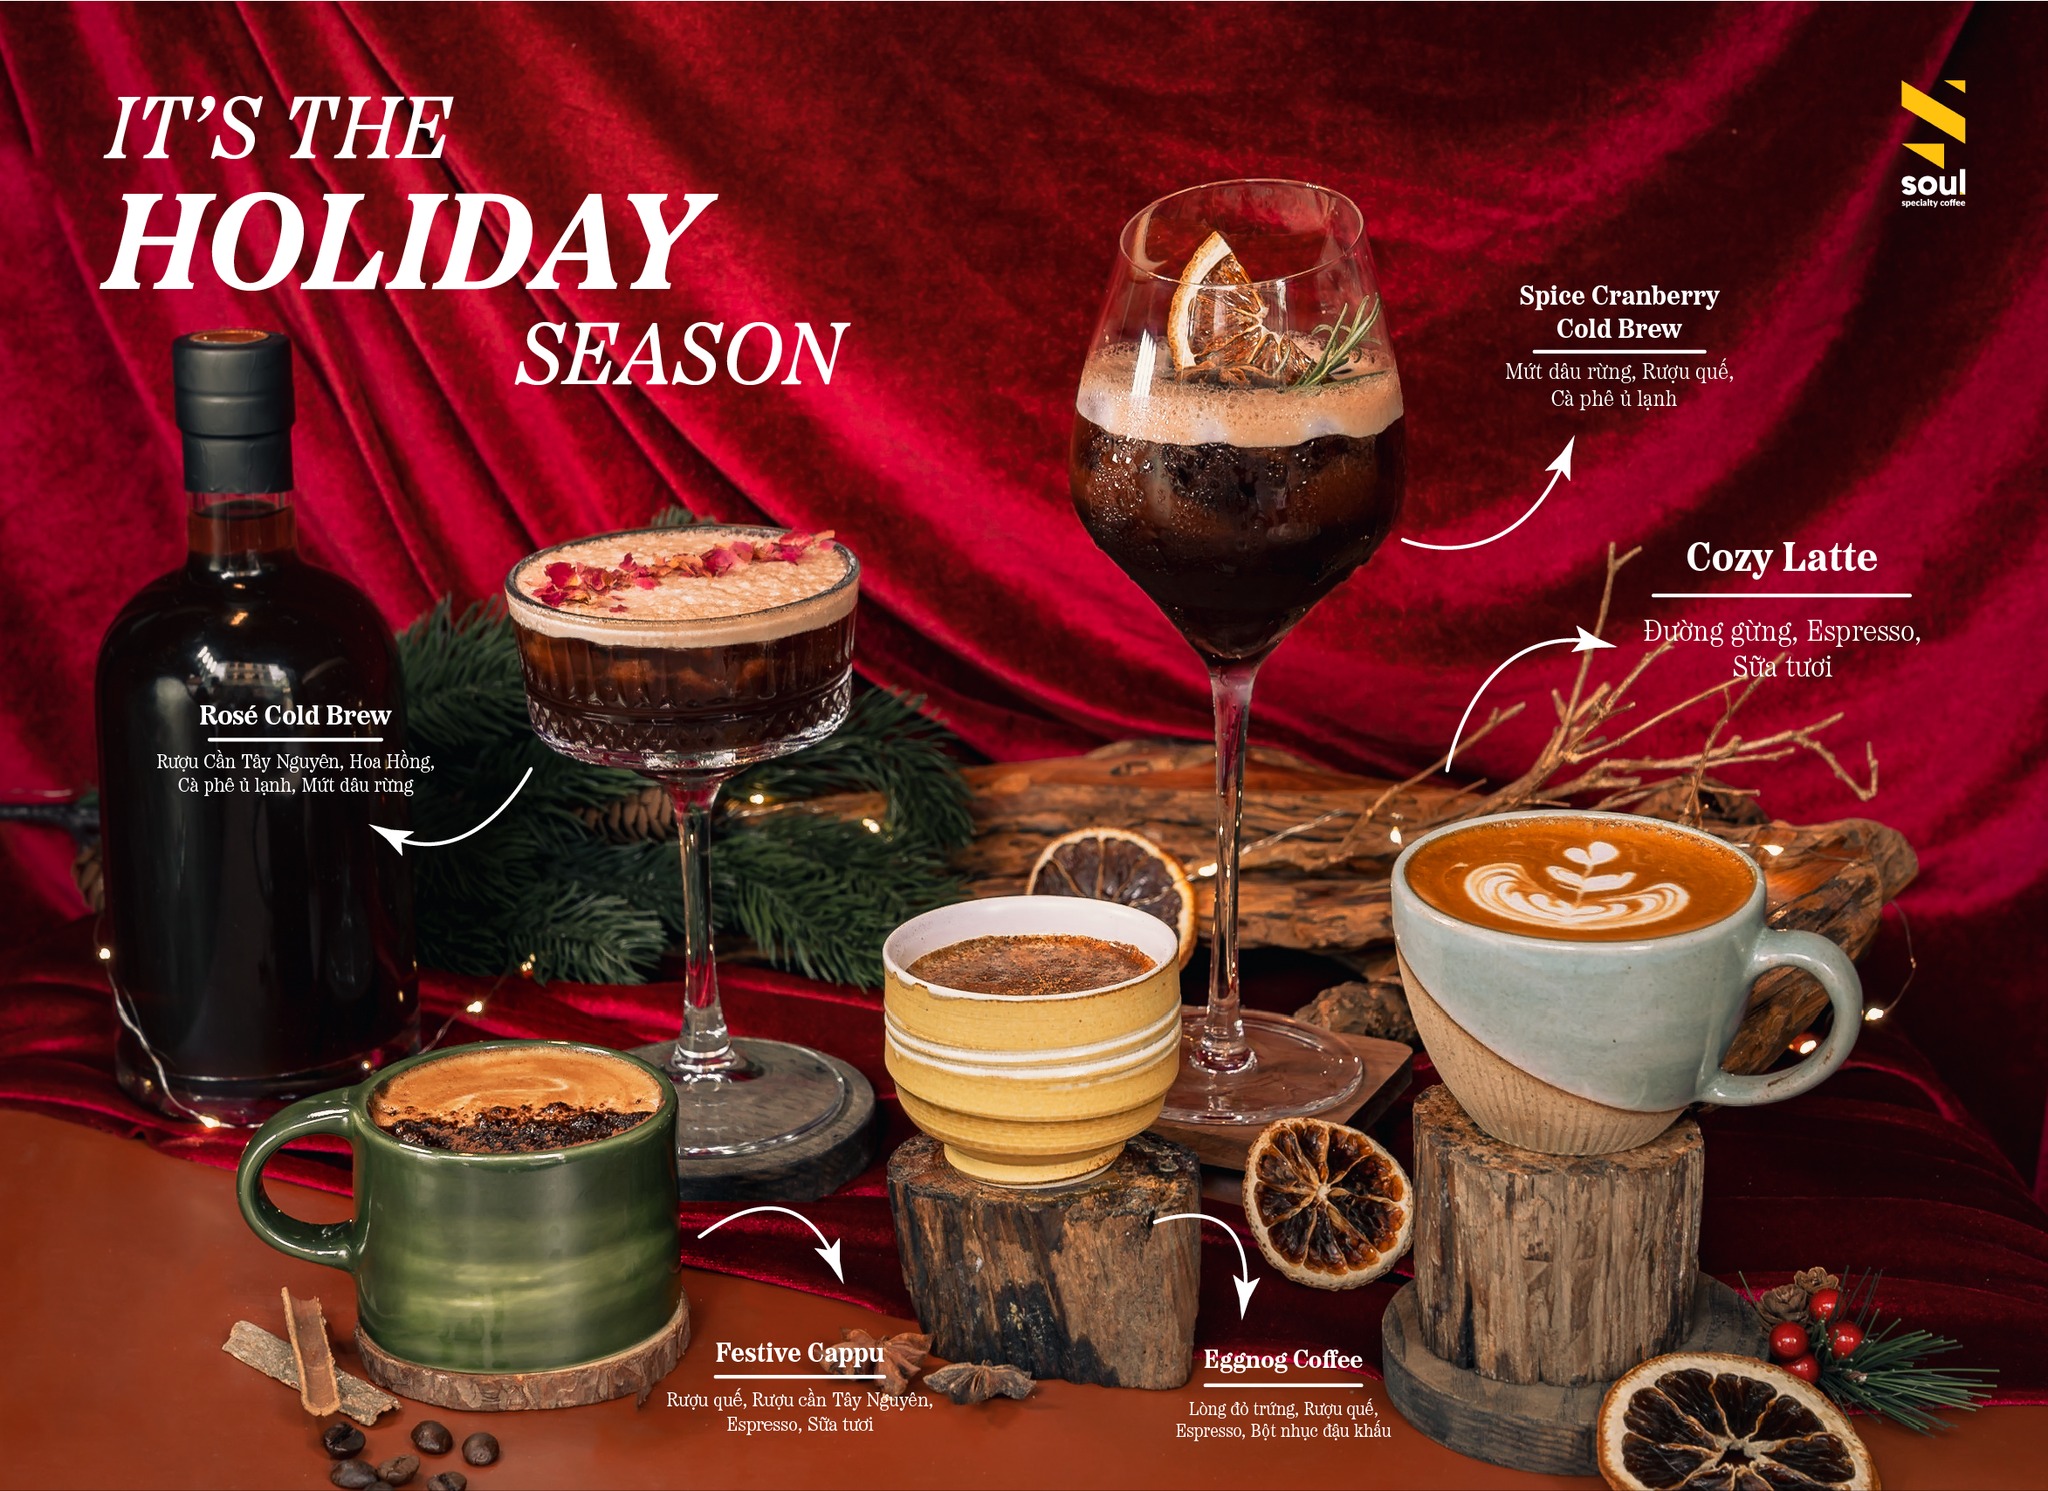 IT’S THE
HOLIDAY
SEASON
soul
specialty coffee
Spice Cranberry
Cold Brew
Mứt dâu rừng, Rượu quế,
Cà phê ủ lạnh
Cozy Latte
Đường gừng, Espresso,
Sữa tươi
Rosé Cold Brew
Rượu Cần Tây Nguyên, Hoa Hồng,
Cà phê ủ lạnh, Mứt dâu rừng
Festive Cappu
Rượu quế, Rượu cần Tây Nguyên,
Espresso, Sữa tươi
Eggnog Coffee
Lòng đỏ trứng, Rượu quế,
Espresso, Bột nhục đậu khấu